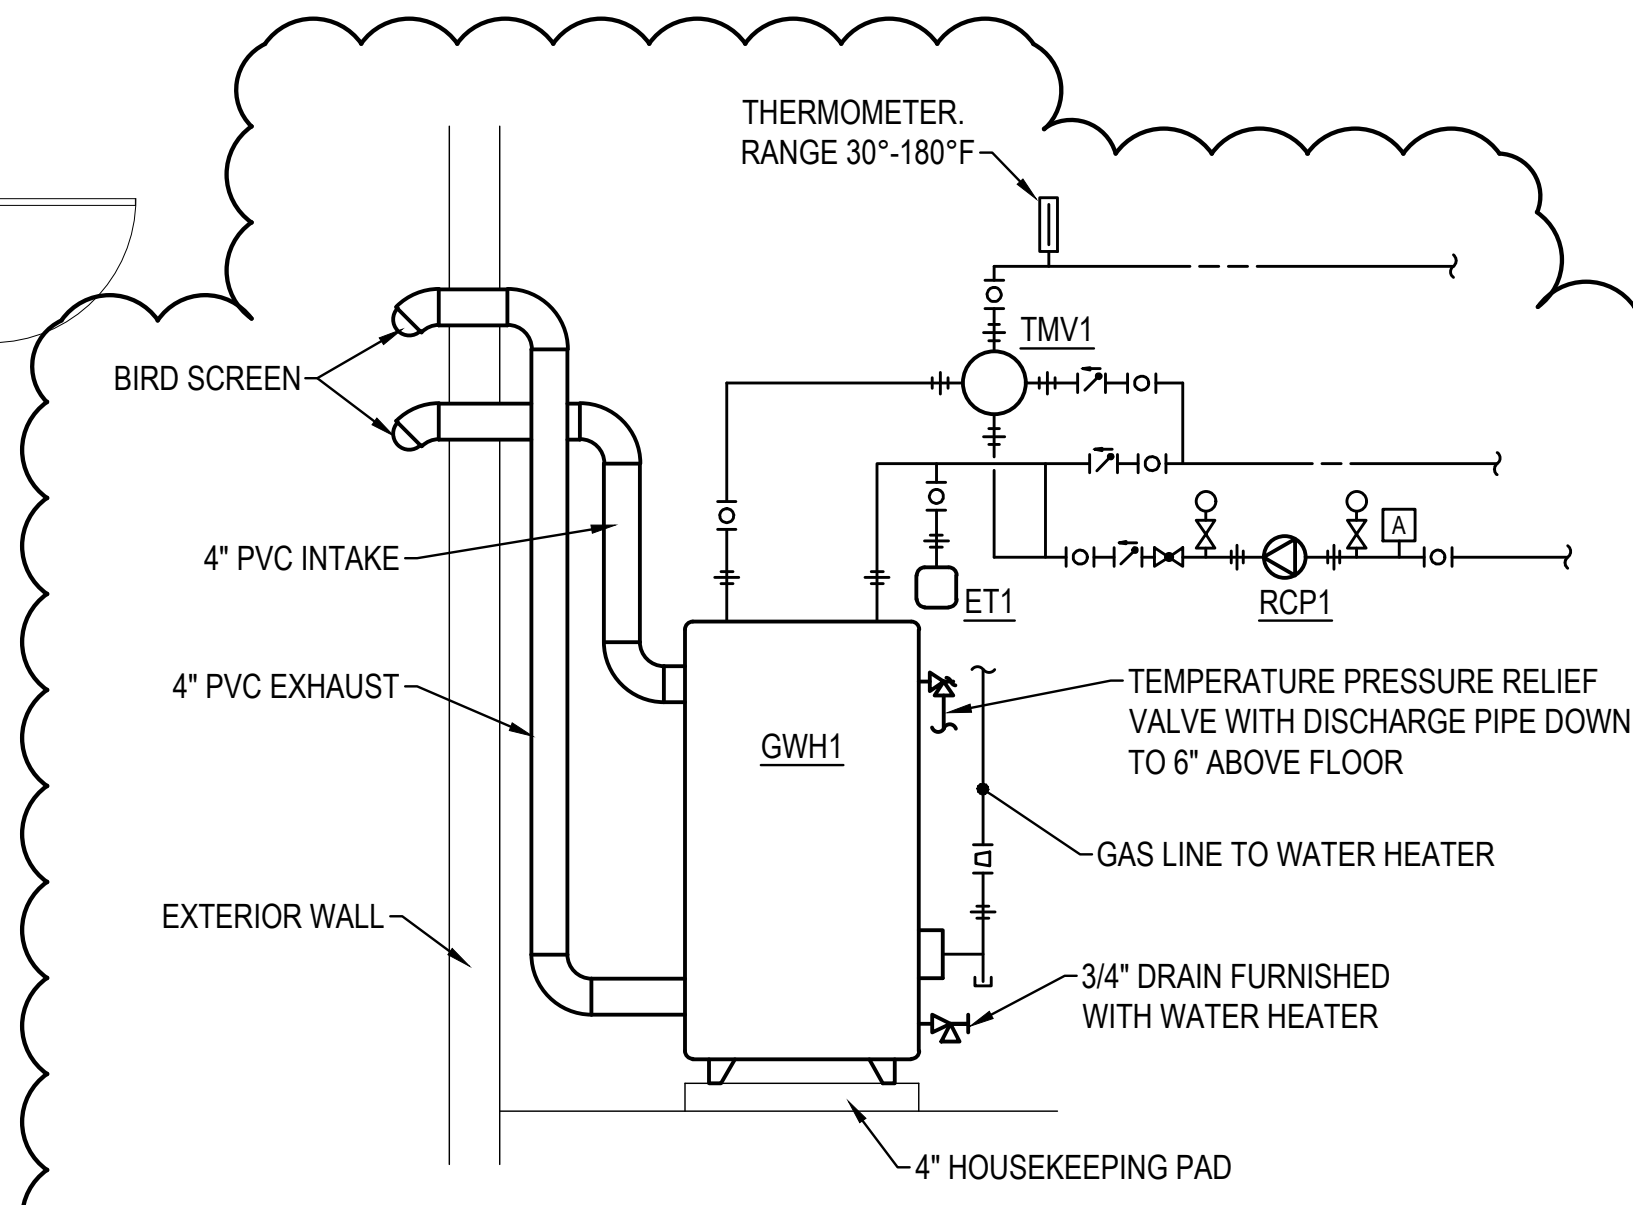 THERMOMETER.
RANGE 30°-180°F
TMV1
BIRD SCREEN
A
4" PVC INTAKE
ET1
RCP1
4" PVC EXHAUST
TEMPERATURE PRESSURE RELIEF
VALVE WITH DISCHARGE PIPE DOWN
TO 6" ABOVE FLOOR
GWH1
GAS LINE TO WATER HEATER
EXTERIOR WALL
3/4" DRAIN FURNISHED
WITH WATER HEATER
4" HOUSEKEEPING PAD